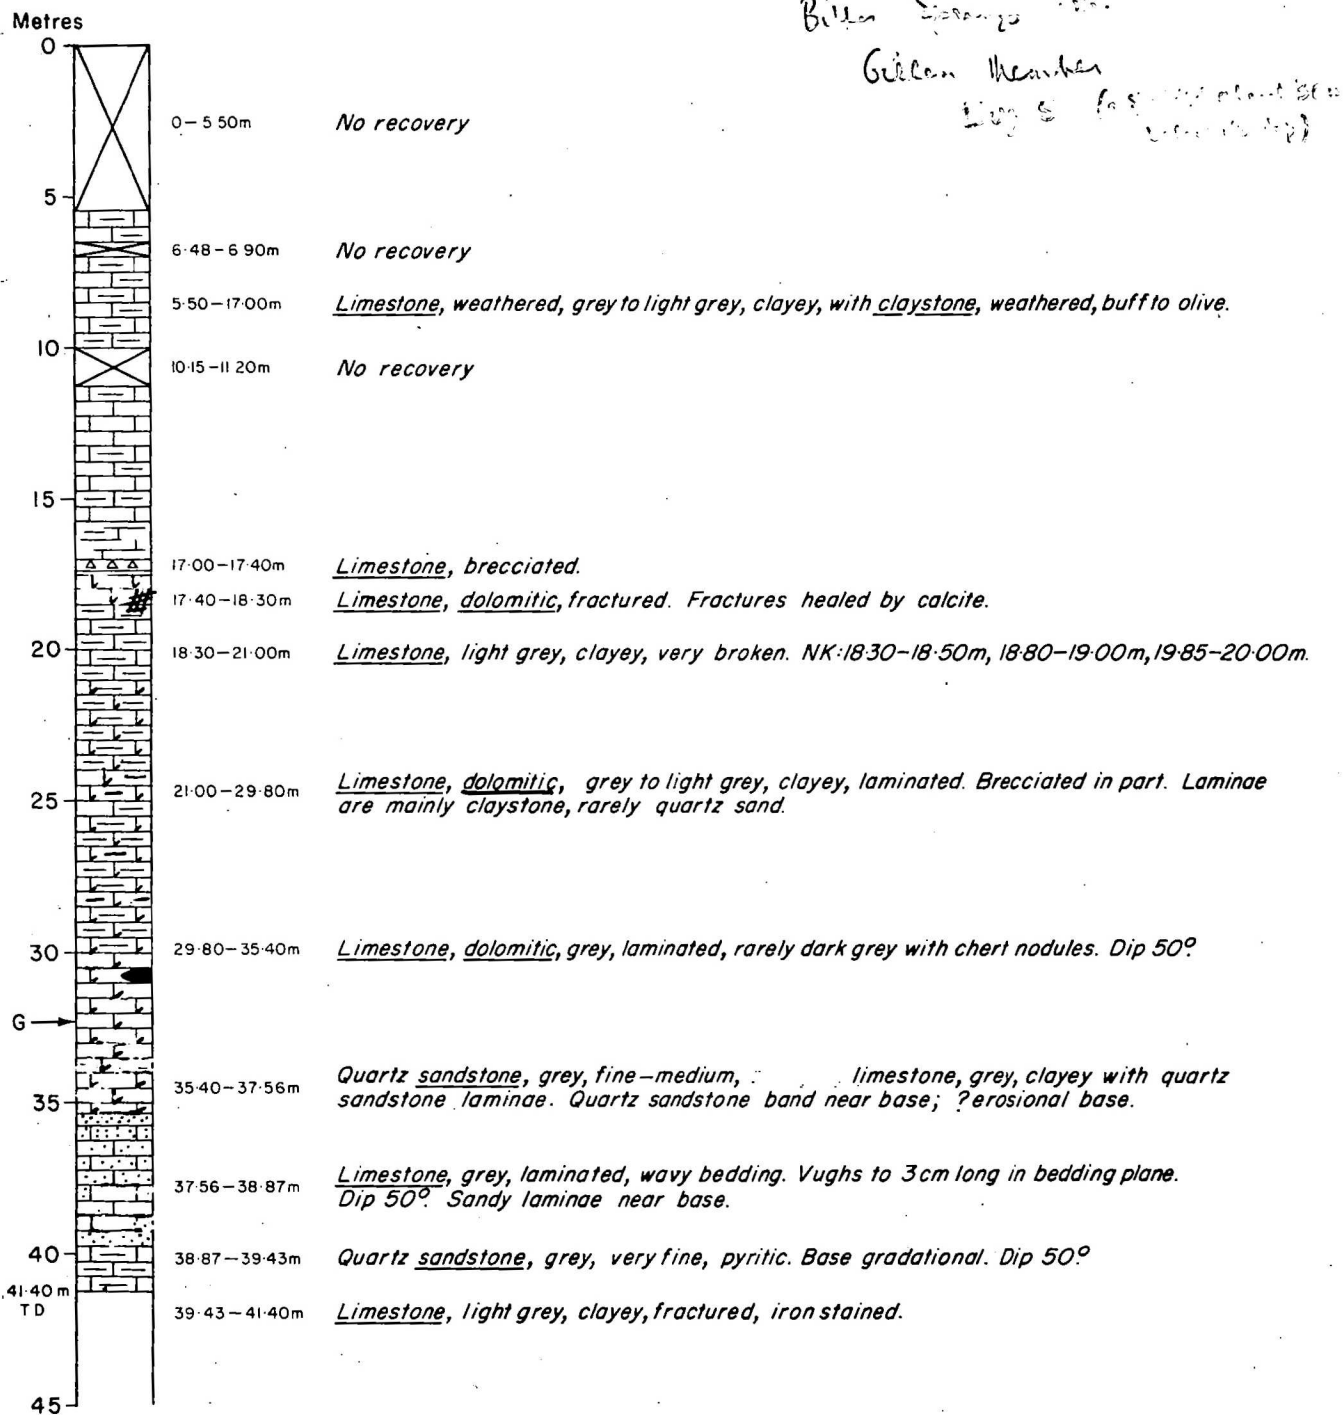 Metres
0
0-5·50m No recovery
5
6·48-6·90m No recovery
5·50-17·00m Limestone, weathered, grey to light grey, clayey, with claystone, weathered, buff to olive.
10
10·15-11·20m No recovery
15
17·00-17·40m Limestone, brecciated.
17·40-18·30m Limestone, dolomitic, fractured. Fractures healed by calcite.
20
18·30-21·00m Limestone, light grey, clayey, very broken. NK:18·30-18·50m, 18·80-19·00m, 19·85-20·00m.
21·00-29·80m Limestone, dolomitic, grey to light grey, clayey, laminated. Brecciated in part. Laminae
are mainly claystone, rarely quartz sand.
25
30
29·80-35·40m Limestone, dolomitic, grey, laminated, rarely dark grey with chert nodules. Dip 50°.
G
35·40-37·56m Quartz sandstone, grey, fine-medium, limestone, grey, clayey with quartz
sandstone laminae. Quartz sandstone band near base; ?erosional base.
35
37·56-38·87m Limestone, grey, laminated, wavy bedding. Vughs to 3cm long in bedding plane.
Dip 50°. Sandy laminae near base.
40
38·87-39·43m Quartz sandstone, grey, very fine, pyritic. Base gradational. Dip 50°.
41·40 m
TD
39·43-41·40m Limestone, light grey, clayey, fractured, iron stained.
45
Member